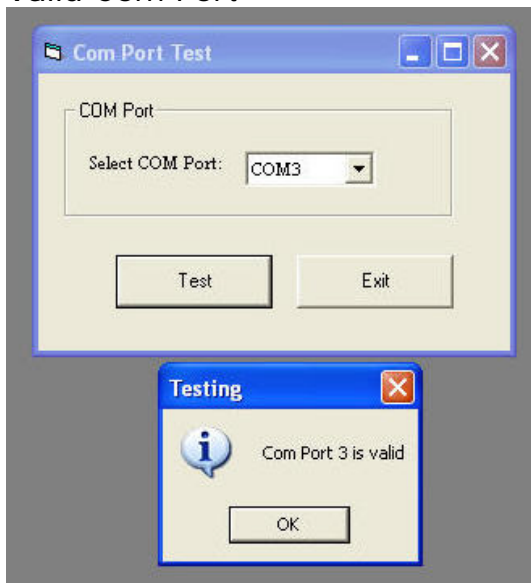 Valid Com Port
Com Port Test
COM Port
Select COM Port:
COM3
Test
Exit
Testing
Com Port 3 is valid
OK